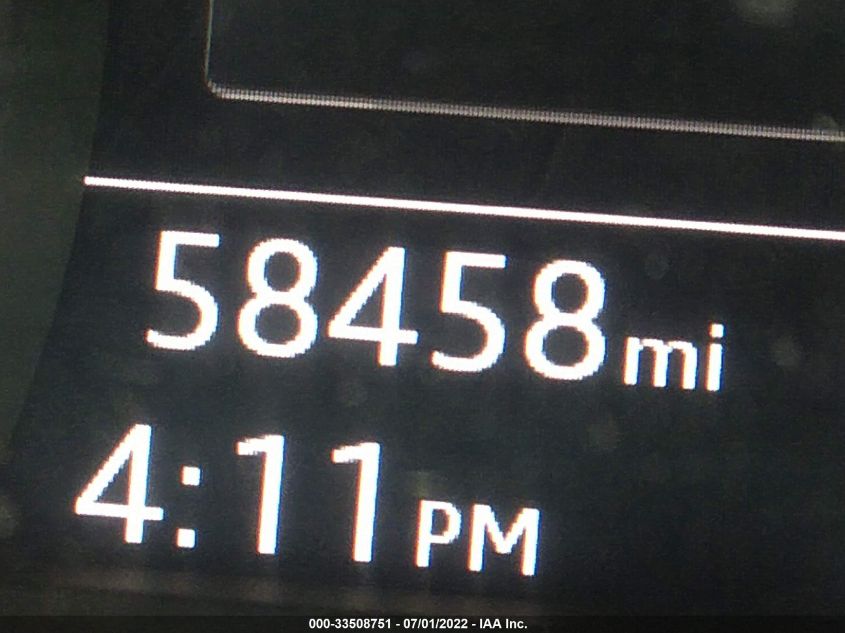 58458 mi
4:11 PM
000-33508751 - 07/01/2022 - IAA Inc.